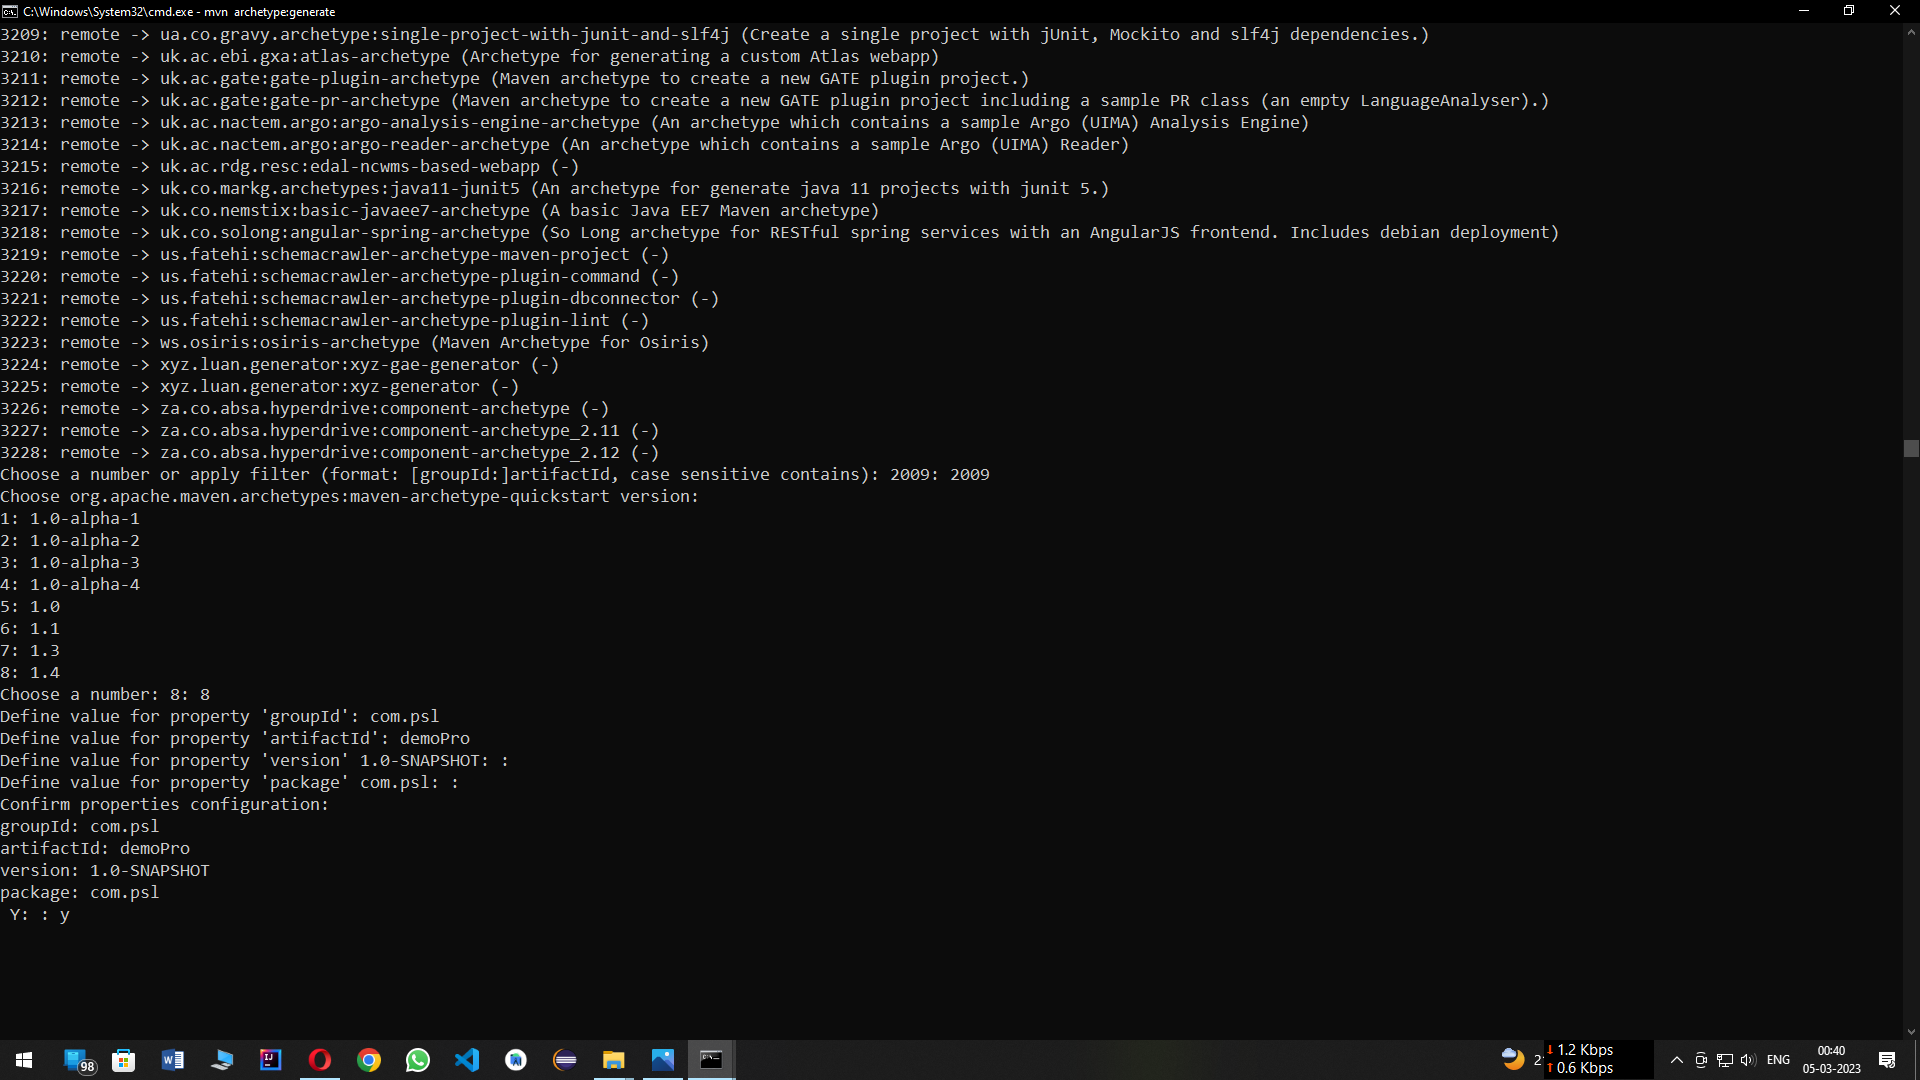 C:\Windows\System32\cmd.exe - mvn archetype:generate
3209: remote -> ua.co.gravy.archetype:single-project-with-junit-and-slf4j (Create a single project with jUnit, Mockito and slf4j dependencies.)
3210: remote -> uk.ac.ebi.gxa:atlas-archetype (Archetype for generating a custom Atlas webapp)
3211: remote -> uk.ac.gate:gate-plugin-archetype (Maven archetype to create a new GATE plugin project.)
3212: remote -> uk.ac.gate:gate-pr-archetype (Maven archetype to create a new GATE plugin project including a sample PR class (an empty LanguageAnalyser).)
3213: remote -> uk.ac.nactem.argo:argo-analysis-engine-archetype (An archetype which contains a sample Argo (UIMA) Analysis Engine)
3214: remote -> uk.ac.nactem.argo:argo-reader-archetype (An archetype which contains a sample Argo (UIMA) Reader)
3215: remote -> uk.ac.rdg.resc:edal-ncwms-based-webapp (-)
3216: remote -> uk.co.markg.archetypes:java11-junit5 (An archetype for generate java 11 projects with junit 5.)
3217: remote -> uk.co.nemstix:basic-javaee7-archetype (A basic Java EE7 Maven archetype)
3218: remote -> uk.co.solong:angular-spring-archetype (So Long archetype for RESTful spring services with an AngularJS frontend. Includes debian deployment)
3219: remote -> us.fatehi:schemacrawler-archetype-maven-project (-)
3220: remote -> us.fatehi:schemacrawler-archetype-plugin-command (-)
3221: remote -> us.fatehi:schemacrawler-archetype-plugin-dbconnector (-)
3222: remote -> us.fatehi:schemacrawler-archetype-plugin-lint (-)
3223: remote -> ws.osiris:osiris-archetype (Maven Archetype for Osiris)
3224: remote -> xyz.luan.generator:xyz-gae-generator (-)
3225: remote -> xyz.luan.generator:xyz-generator (-)
3226: remote -> za.co.absa.hyperdrive:component-archetype (-)
3227: remote -> za.co.absa.hyperdrive:component-archetype_2.11 (-)
3228: remote -> za.co.absa.hyperdrive:component-archetype_2.12 (-)
Choose a number or apply filter (format: [groupId:]artifactId, case sensitive contains): 2009: 2009
Choose org.apache.maven.archetypes:maven-archetype-quickstart version:
1: 1.0-alpha-1
2: 1.0-alpha-2
3: 1.0-alpha-3
4: 1.0-alpha-4
5: 1.0
6: 1.1
7: 1.3
8: 1.4
Choose a number: 8: 8
Define value for property 'groupId': com.psl
Define value for property 'artifactId': demoPro
Define value for property 'version' 1.0-SNAPSHOT: :
Define value for property 'package' com.psl: :
Confirm properties configuration:
groupId: com.psl
artifactId: demoPro
version: 1.0-SNAPSHOT
package: com.psl
Y: : y
98
↓ 1.2 Kbps
↑ 0.6 Kbps
ENG
00:40
05-03-2023